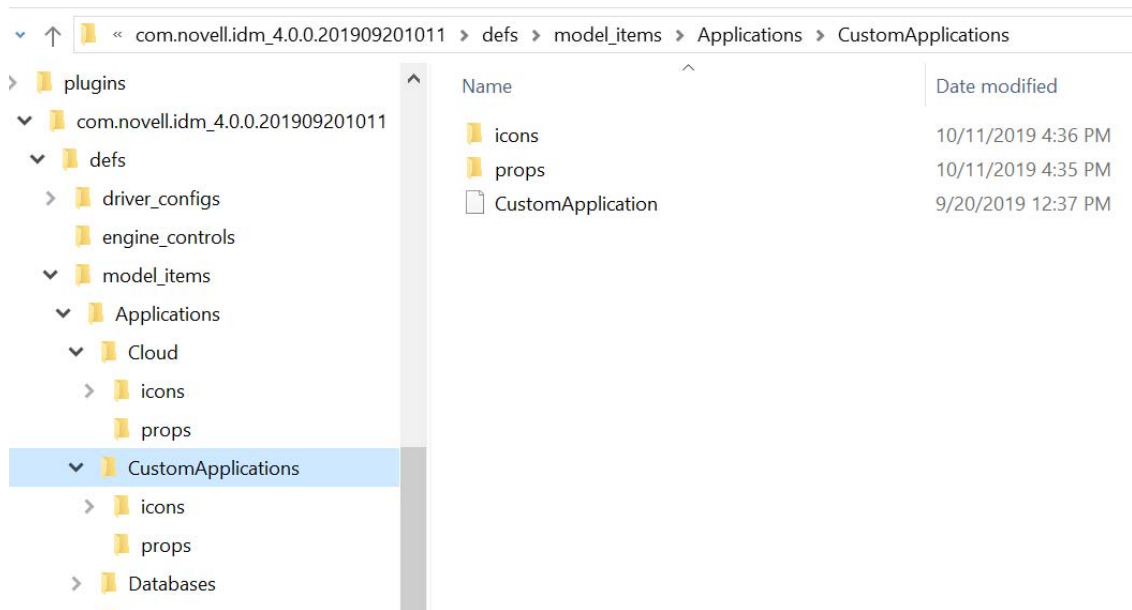 « com.novell.idm_4.0.0.201909201011 > defs > model_items > Applications > CustomApplications
plugins
com.novell.idm_4.0.0.201909201011
defs
driver_configs
engine_controls
model_items
Applications
Cloud
icons
props
CustomApplications
icons
props
Databases
Name Date modified
icons 10/11/2019 4:36 PM
props 10/11/2019 4:35 PM
CustomApplication 9/20/2019 12:37 PM